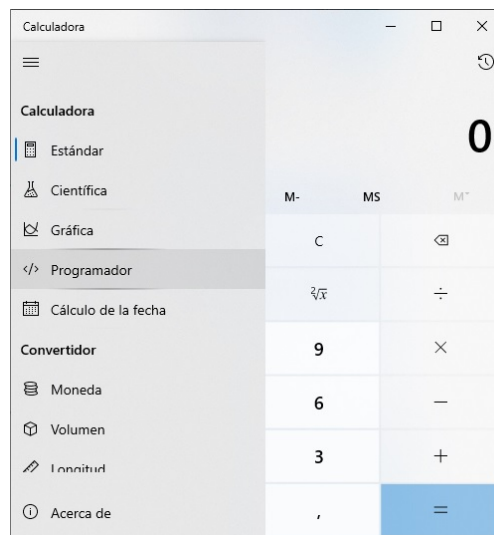 Calculadora
0
Calculadora
Estándar
Científica
Gráfica
</> Programador
Cálculo de la fecha
Convertidor
Moneda
Volumen
Longitud
Acerca de
M- MS M˅
C
²√x ÷
9 ×
6 −
3 +
, =